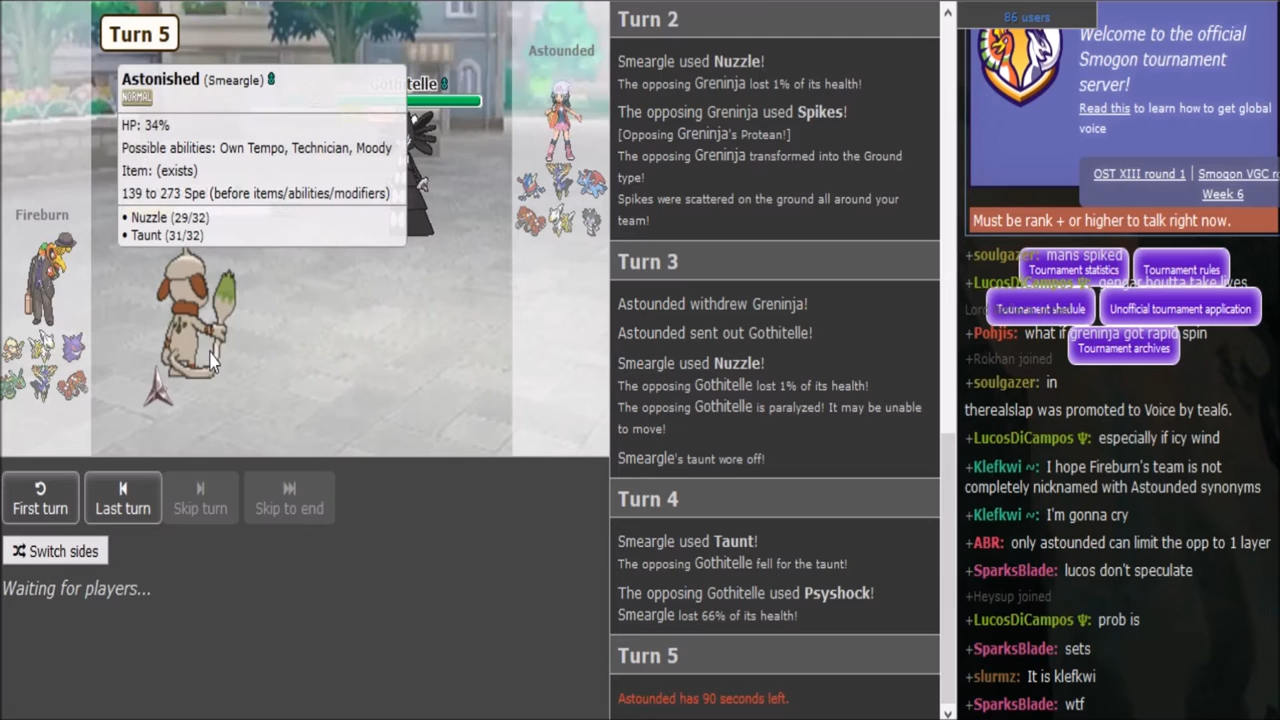 Turn 5
Astonished (Smeargle)
NORMAL
HP: 34%
Possible abilities: Own Tempo, Technician, Moody
Item: (exists)
139 to 273 Spe (before items/abilities/modifiers)
• Nuzzle (29/32)
• Taunt (31/32)
Astounded
Fireburn
First turn
Last turn
Skip turn
Skip to end
Switch sides
Waiting for players...
Turn 2
Smeargle used Nuzzle!
The opposing Greninja lost 1% of its health!
The opposing Greninja used Spikes!
[Opposing Greninja's Protean!]
The opposing Greninja transformed into the Ground
type!
Spikes were scattered on the ground all around your
team!
Turn 3
Astounded withdrew Greninja!
Astounded sent out Gothitelle!
Smeargle used Nuzzle!
The opposing Gothitelle lost 1% of its health!
The opposing Gothitelle is paralyzed! It may be unable
to move!
Smeargle's taunt wore off!
Turn 4
Smeargle used Taunt!
The opposing Gothitelle fell for the taunt!
The opposing Gothitelle used Psyshock!
Smeargle lost 66% of its health!
Turn 5
Astounded has 90 seconds left.
86 users
Welcome to the official
Smogon tournament
server!
Read this to learn how to get global
voice
OST XIII round 1 | Smogon VGC
Week 6
Must be rank + or higher to talk right now.
+soulgazer: mans spiked
Tournament statistics
Tournament rules
+LucosDiCampos
Unofficial tournament application
+Pohjis: what if greninja got rapid spin
Tournament archives
+Rokhan joined
+soulgazer: in
therealslap was promoted to Voice by teal6.
+LucosDiCampos Ψ: especially if icy wind
+Klefkwi ~: I hope Fireburn's team is not
completely nicknamed with Astounded synonyms
+Klefkwi ~: I'm gonna cry
+ABR: only astounded can limit the opp to 1 layer
+SparksBlade: lucos don't speculate
+Heysup joined
+LucosDiCampos Ψ: prob is
+SparksBlade: sets
+slurmz: It is klefkwi
+SparksBlade: wtf